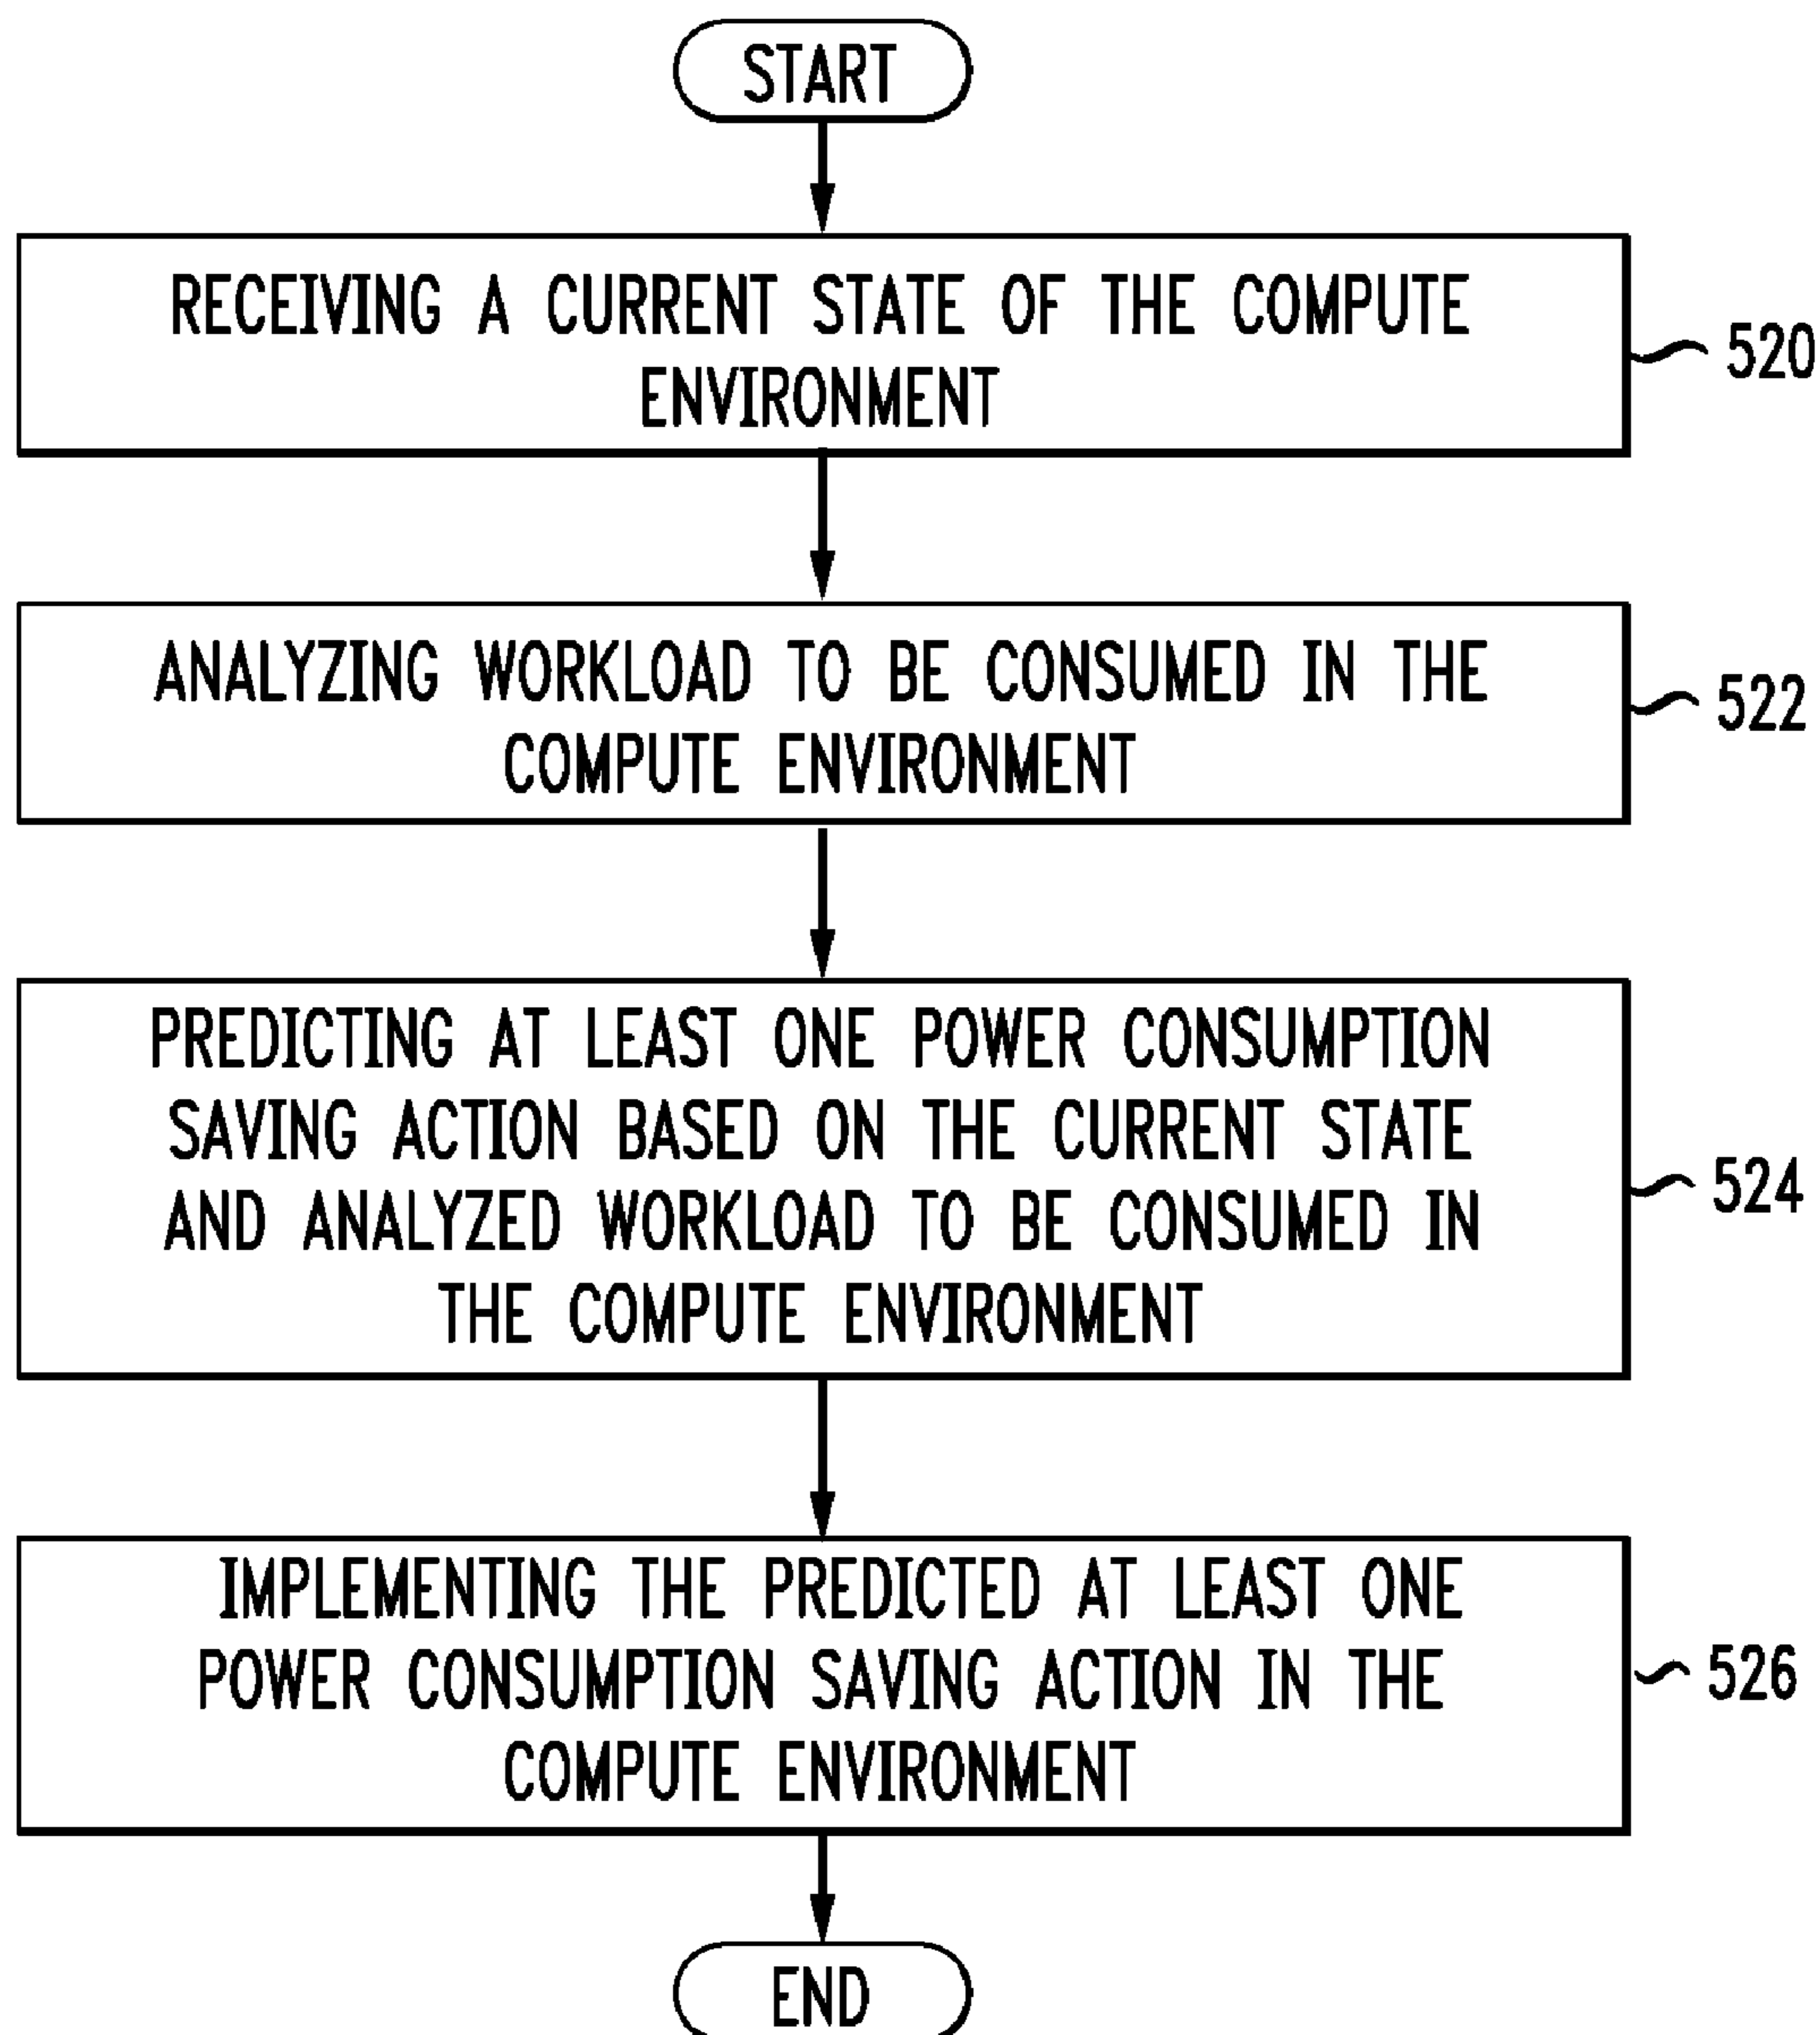 START
RECEIVING A CURRENT STATE OF THE COMPUTE
ENVIRONMENT
520
ANALYZING WORKLOAD TO BE CONSUMED IN THE
COMPUTE ENVIRONMENT
522
PREDICTING AT LEAST ONE POWER CONSUMPTION
SAVING ACTION BASED ON THE CURRENT STATE
AND ANALYZED WORKLOAD TO BE CONSUMED IN
THE COMPUTE ENVIRONMENT
524
IMPLEMENTING THE PREDICTED AT LEAST ONE
POWER CONSUMPTION SAVING ACTION IN THE
COMPUTE ENVIRONMENT
526
END